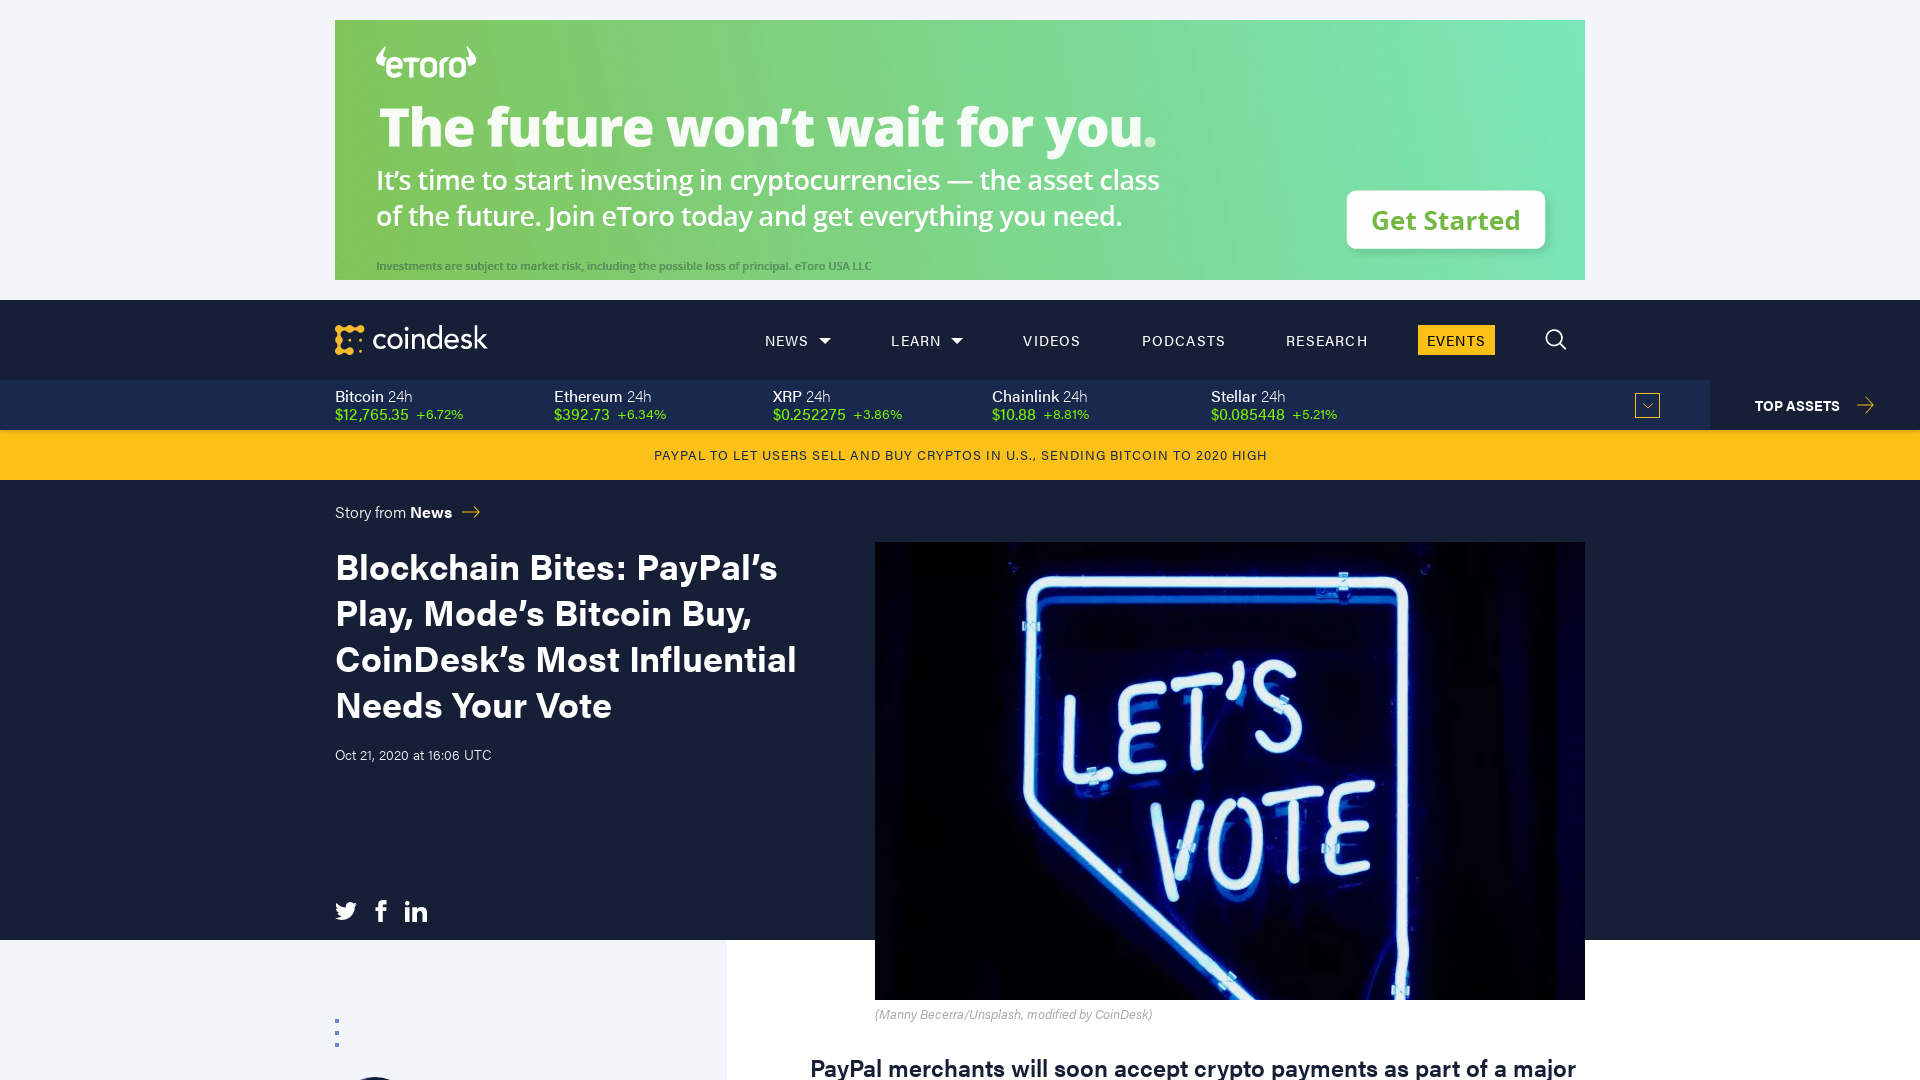 eToro
The future won't wait for you.
It's time to start investing in cryptocurrencies — the asset class
of the future. Join eToro today and get everything you need.
Get Started
Investments are subject to market risk, including the possible loss of principal. eToro USA LLC
coindesk
NEWS LEARN VIDEOS PODCASTS RESEARCH EVENTS
Bitcoin 24h
$12,765.35 +6.72%
Ethereum 24h
$392.73 +6.34%
XRP 24h
$0.252275 +3.86%
Chainlink 24h
$10.88 +8.81%
Stellar 24h
$0.085448 +5.21%
TOP ASSETS
PAYPAL TO LET USERS SELL AND BUY CRYPTOS IN U.S., SENDING BITCOIN TO 2020 HIGH
Story from News
Blockchain Bites: PayPal's
Play, Mode's Bitcoin Buy,
CoinDesk's Most Influential
Needs Your Vote
Oct 21, 2020 at 16:06 UTC
LET'S
VOTE
(Manny Becerra/Unsplash, modified by CoinDesk)
PayPal merchants will soon accept crypto payments as part of a major